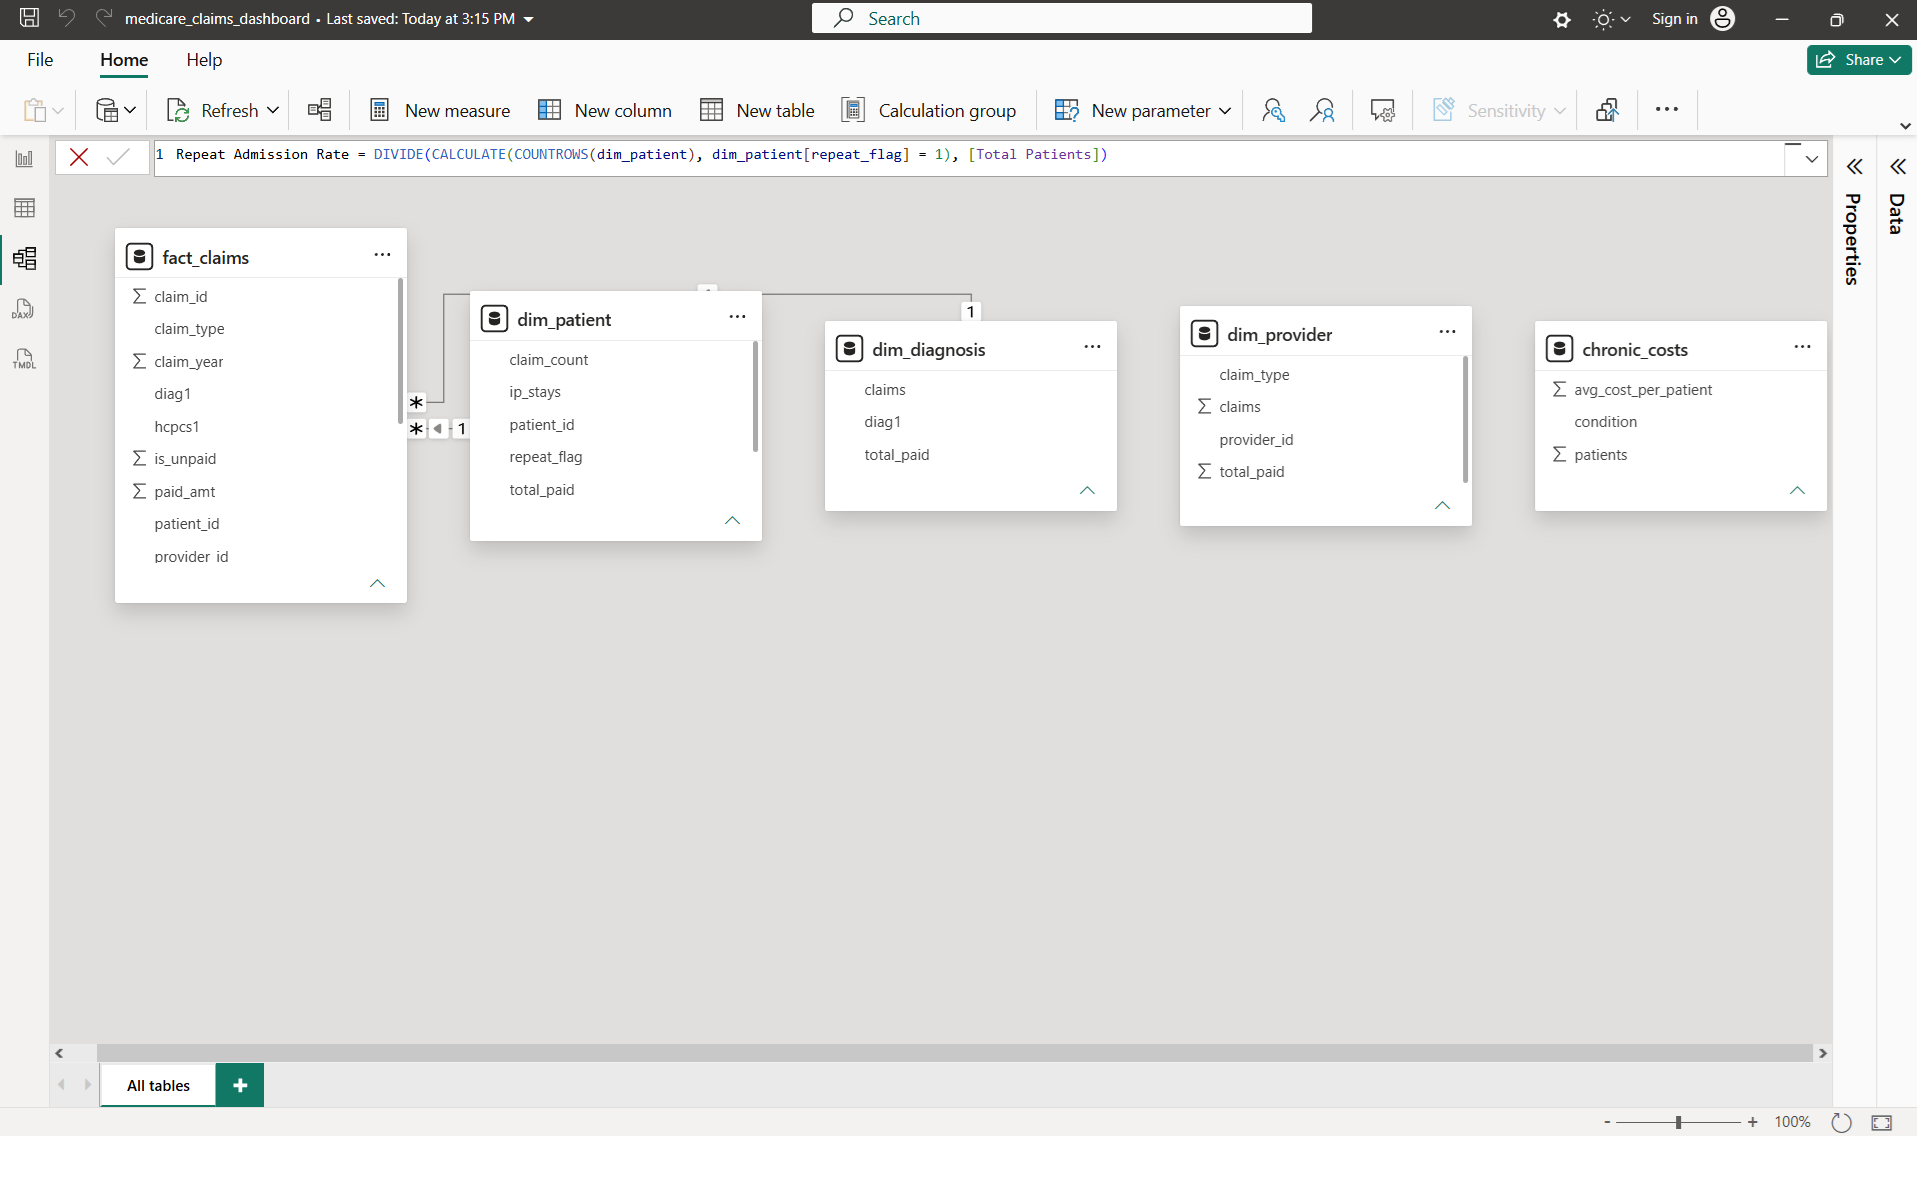 medicare_claims_dashboard • Last saved: Today at 3:15 PM
Search
Sign in
File
Home
Help
Share
Refresh
New measure
New column
New table
Calculation group
New parameter
Sensitivity
1 Repeat Admission Rate = DIVIDE(CALCULATE(COUNTROWS(dim_patient), dim_patient[repeat_flag] = 1), [Total Patients])
DAX
TMDL
fact_claims
claim_id
claim_type
claim_year
diag1
hcpcs1
is_unpaid
paid_amt
patient_id
provider_id
*
* 1
dim_patient
claim_count
ip_stays
patient_id
repeat_flag
total_paid
1
dim_diagnosis
claims
diag1
total_paid
dim_provider
claim_type
claims
provider_id
total_paid
chronic_costs
avg_cost_per_patient
condition
patients
Properties
Data
All tables
+
- + 100%